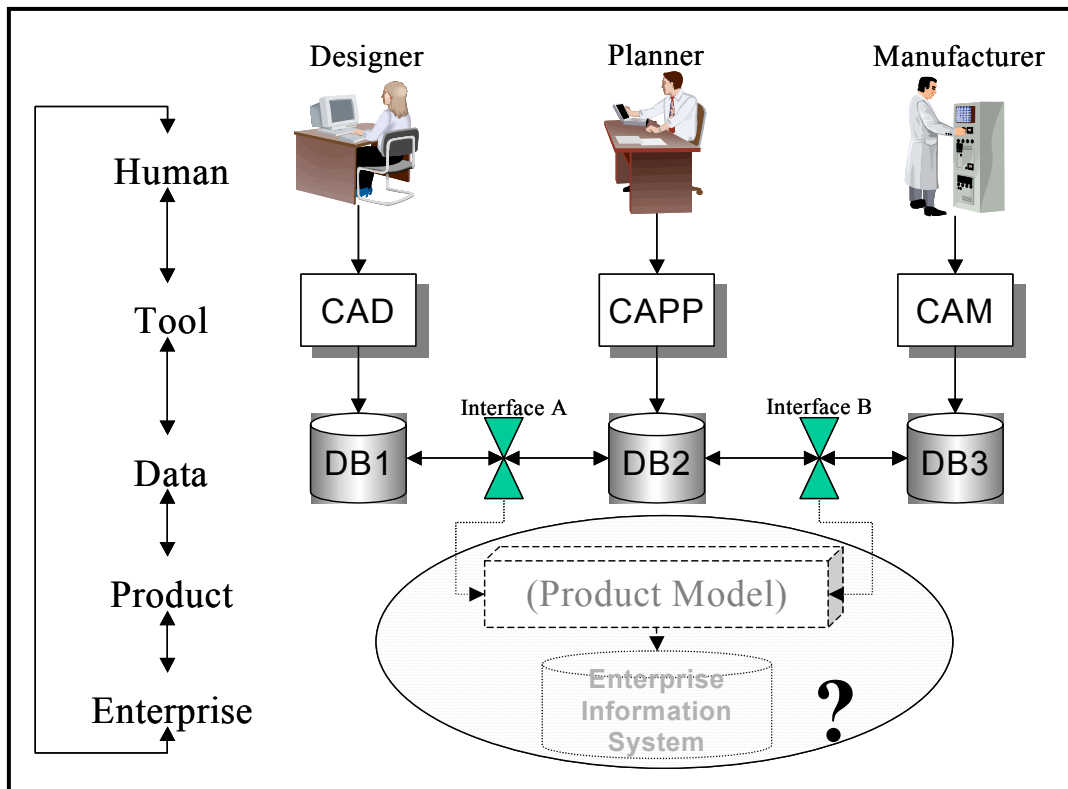 Designer
Planner
Manufacturer
Human
Tool
CAD
CAPP
CAM
Interface A
Interface B
Data
DB1
DB2
DB3
Product
(Product Model)
Enterprise
Enterprise
Information
System
?